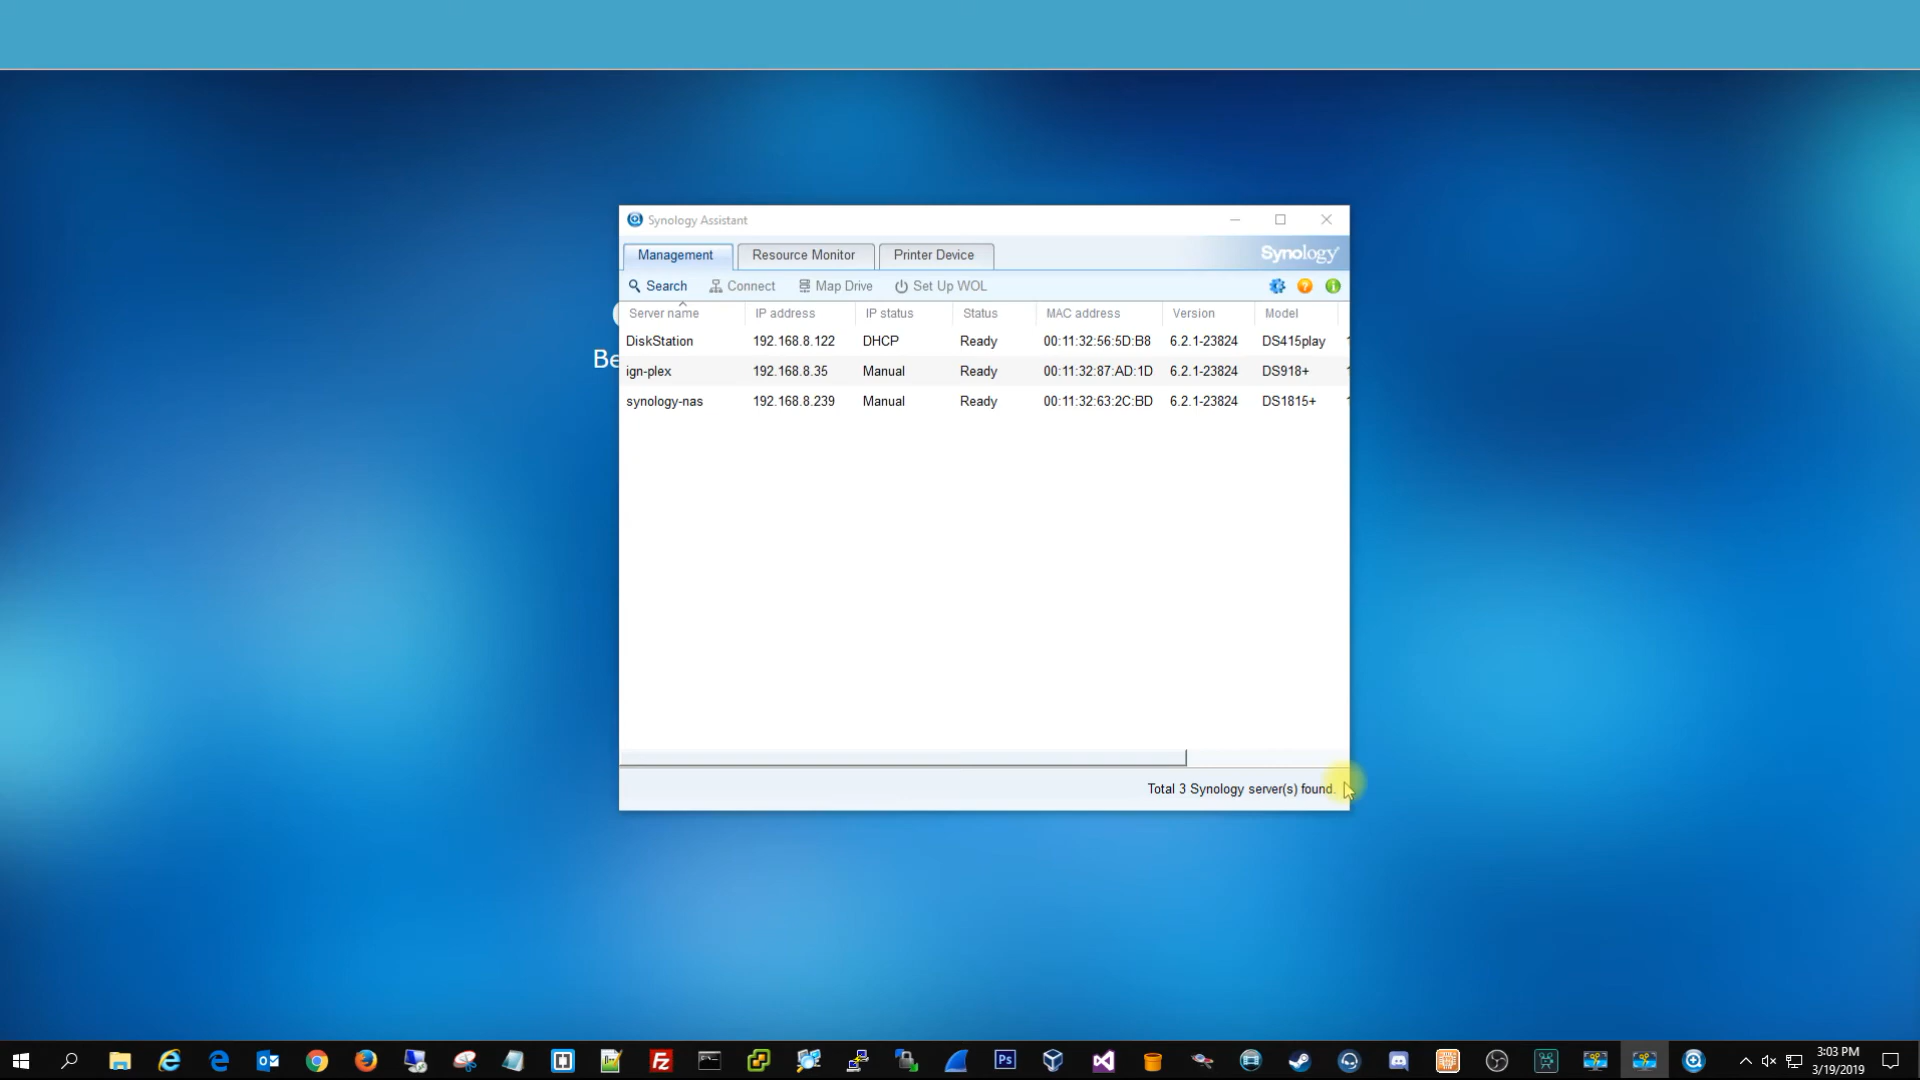 Synology Assistant
Management Resource Monitor Printer Device Synology
Search Connect Map Drive Set Up WOL
Server name IP address IP status Status MAC address Version Model
DiskStation 192.168.8.122 DHCP Ready 00:11:32:56:5D:B8 6.2.1-23824 DS415play
Be
ign-plex 192.168.8.35 Manual Ready 00:11:32:87:AD:1D 6.2.1-23824 DS918+
synology-nas 192.168.8.239 Manual Ready 00:11:32:63:2C:BD 6.2.1-23824 DS1815+
Total 3 Synology server(s) found.
Ps
3:03 PM
3/19/2019